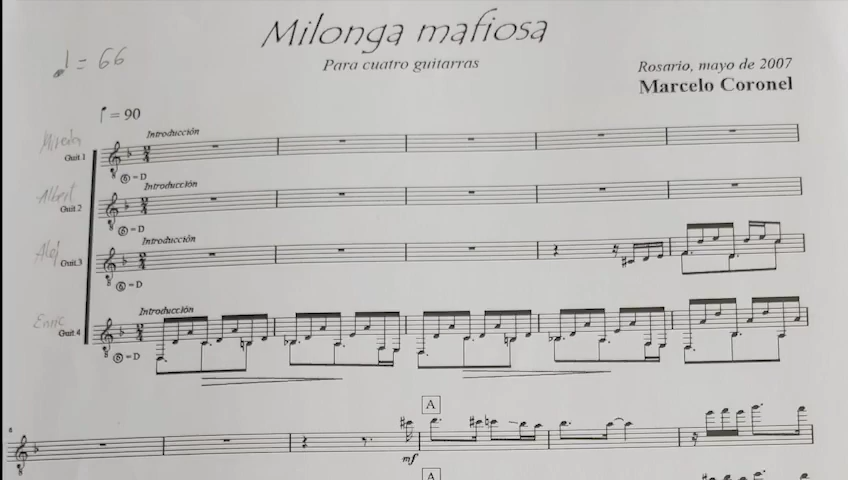 Milonga mafiosa
♩ = 66
Para cuatro guitarras
Rosario, mayo de 2007
Marcelo Coronel
= 90
Introducción
Guit.1
⑥ = D
Albert
Introducción
Guit.2
⑥ = D
Introducción
Guit.3
⑥ = D
Enric
Introducción
Guit.4
⑥ = D
6
A
mf
A